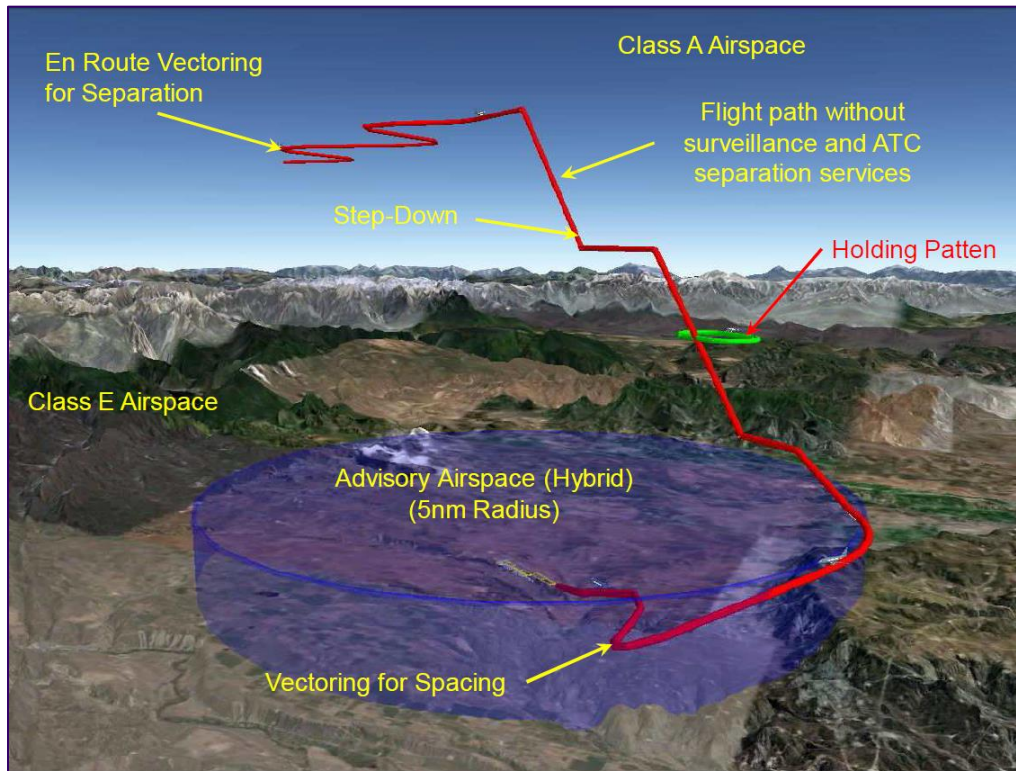 Class A Airspace
En Route Vectoring
for Separation
Flight path without
surveillance and ATC
separation services
Step-Down
Holding Patten
Class E Airspace
Advisory Airspace (Hybrid)
(5nm Radius)
Vectoring for Spacing